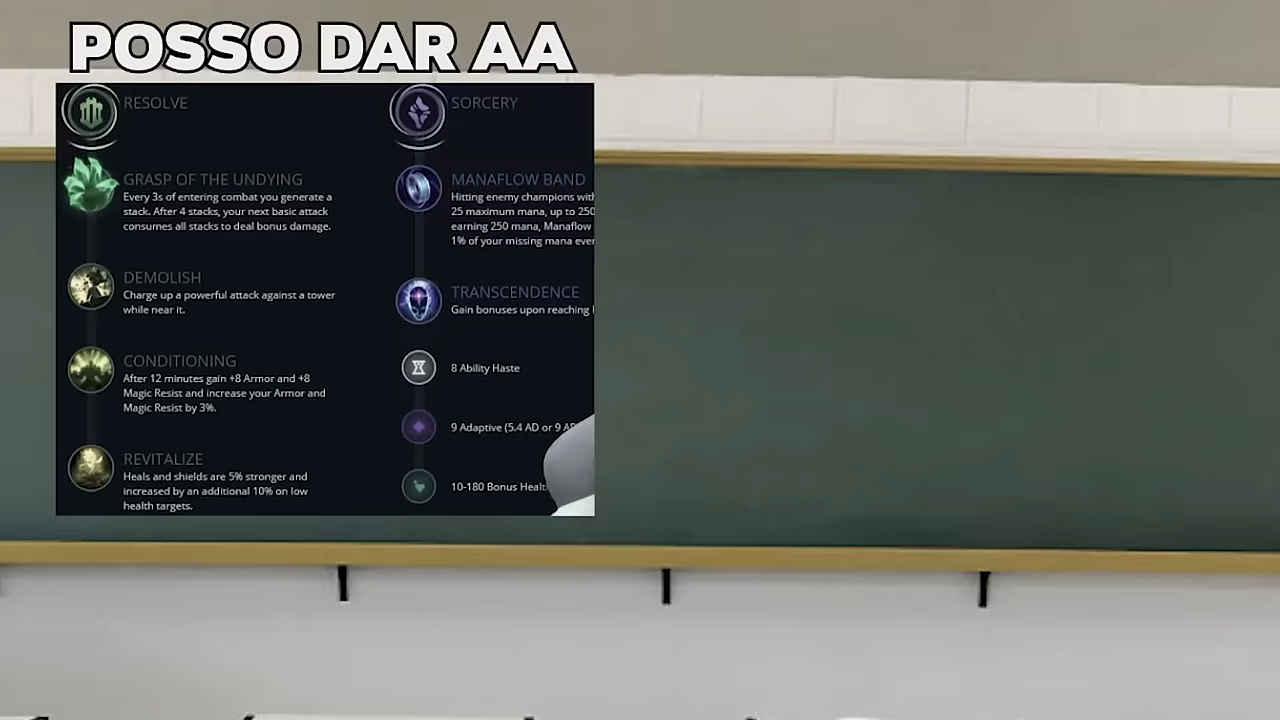 POSSO DAR AA
RESOLVE
GRASP OF THE UNDYING
Every 3s of entering combat you generate a
stack. After 4 stacks, your next basic attack
consumes all stacks to deal bonus damage.
DEMOLISH
Charge up a powerful attack against a tower
while near it.
CONDITIONING
After 12 minutes gain +8 Armor and +8
Magic Resist and increase your Armor and
Magic Resist by 3%.
REVITALIZE
Heals and shields are 5% stronger and
increased by an additional 10% on low
health targets.
SORCERY
MANAFLOW BAND
Hitting enemy champions with
25 maximum mana, up to 250
earning 250 mana, Manaflow
1% of your missing mana
TRANSCENDENCE
Gain bonuses upon reaching
8 Ability Haste
9 Adaptive (5.4 AD or 9
10-180 Bonus